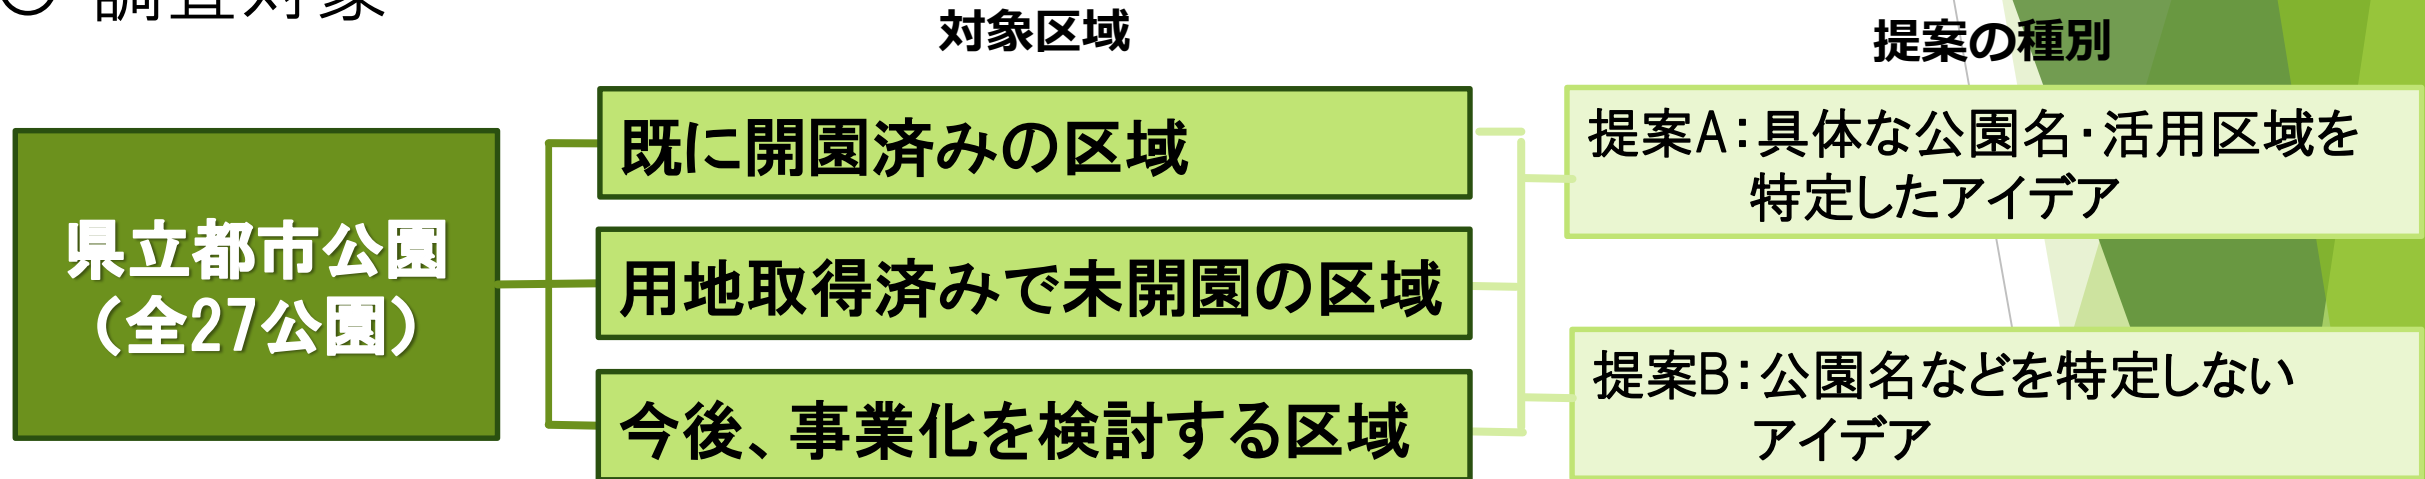 ○ 調査対象
対象区域
提案の種別
県立都市公園
（全27公園）
既に開園済みの区域
用地取得済みで未開園の区域
今後、事業化を検討する区域
提案A：具体な公園名・活用区域を
特定したアイデア
提案B：公園名などを特定しない
アイデア